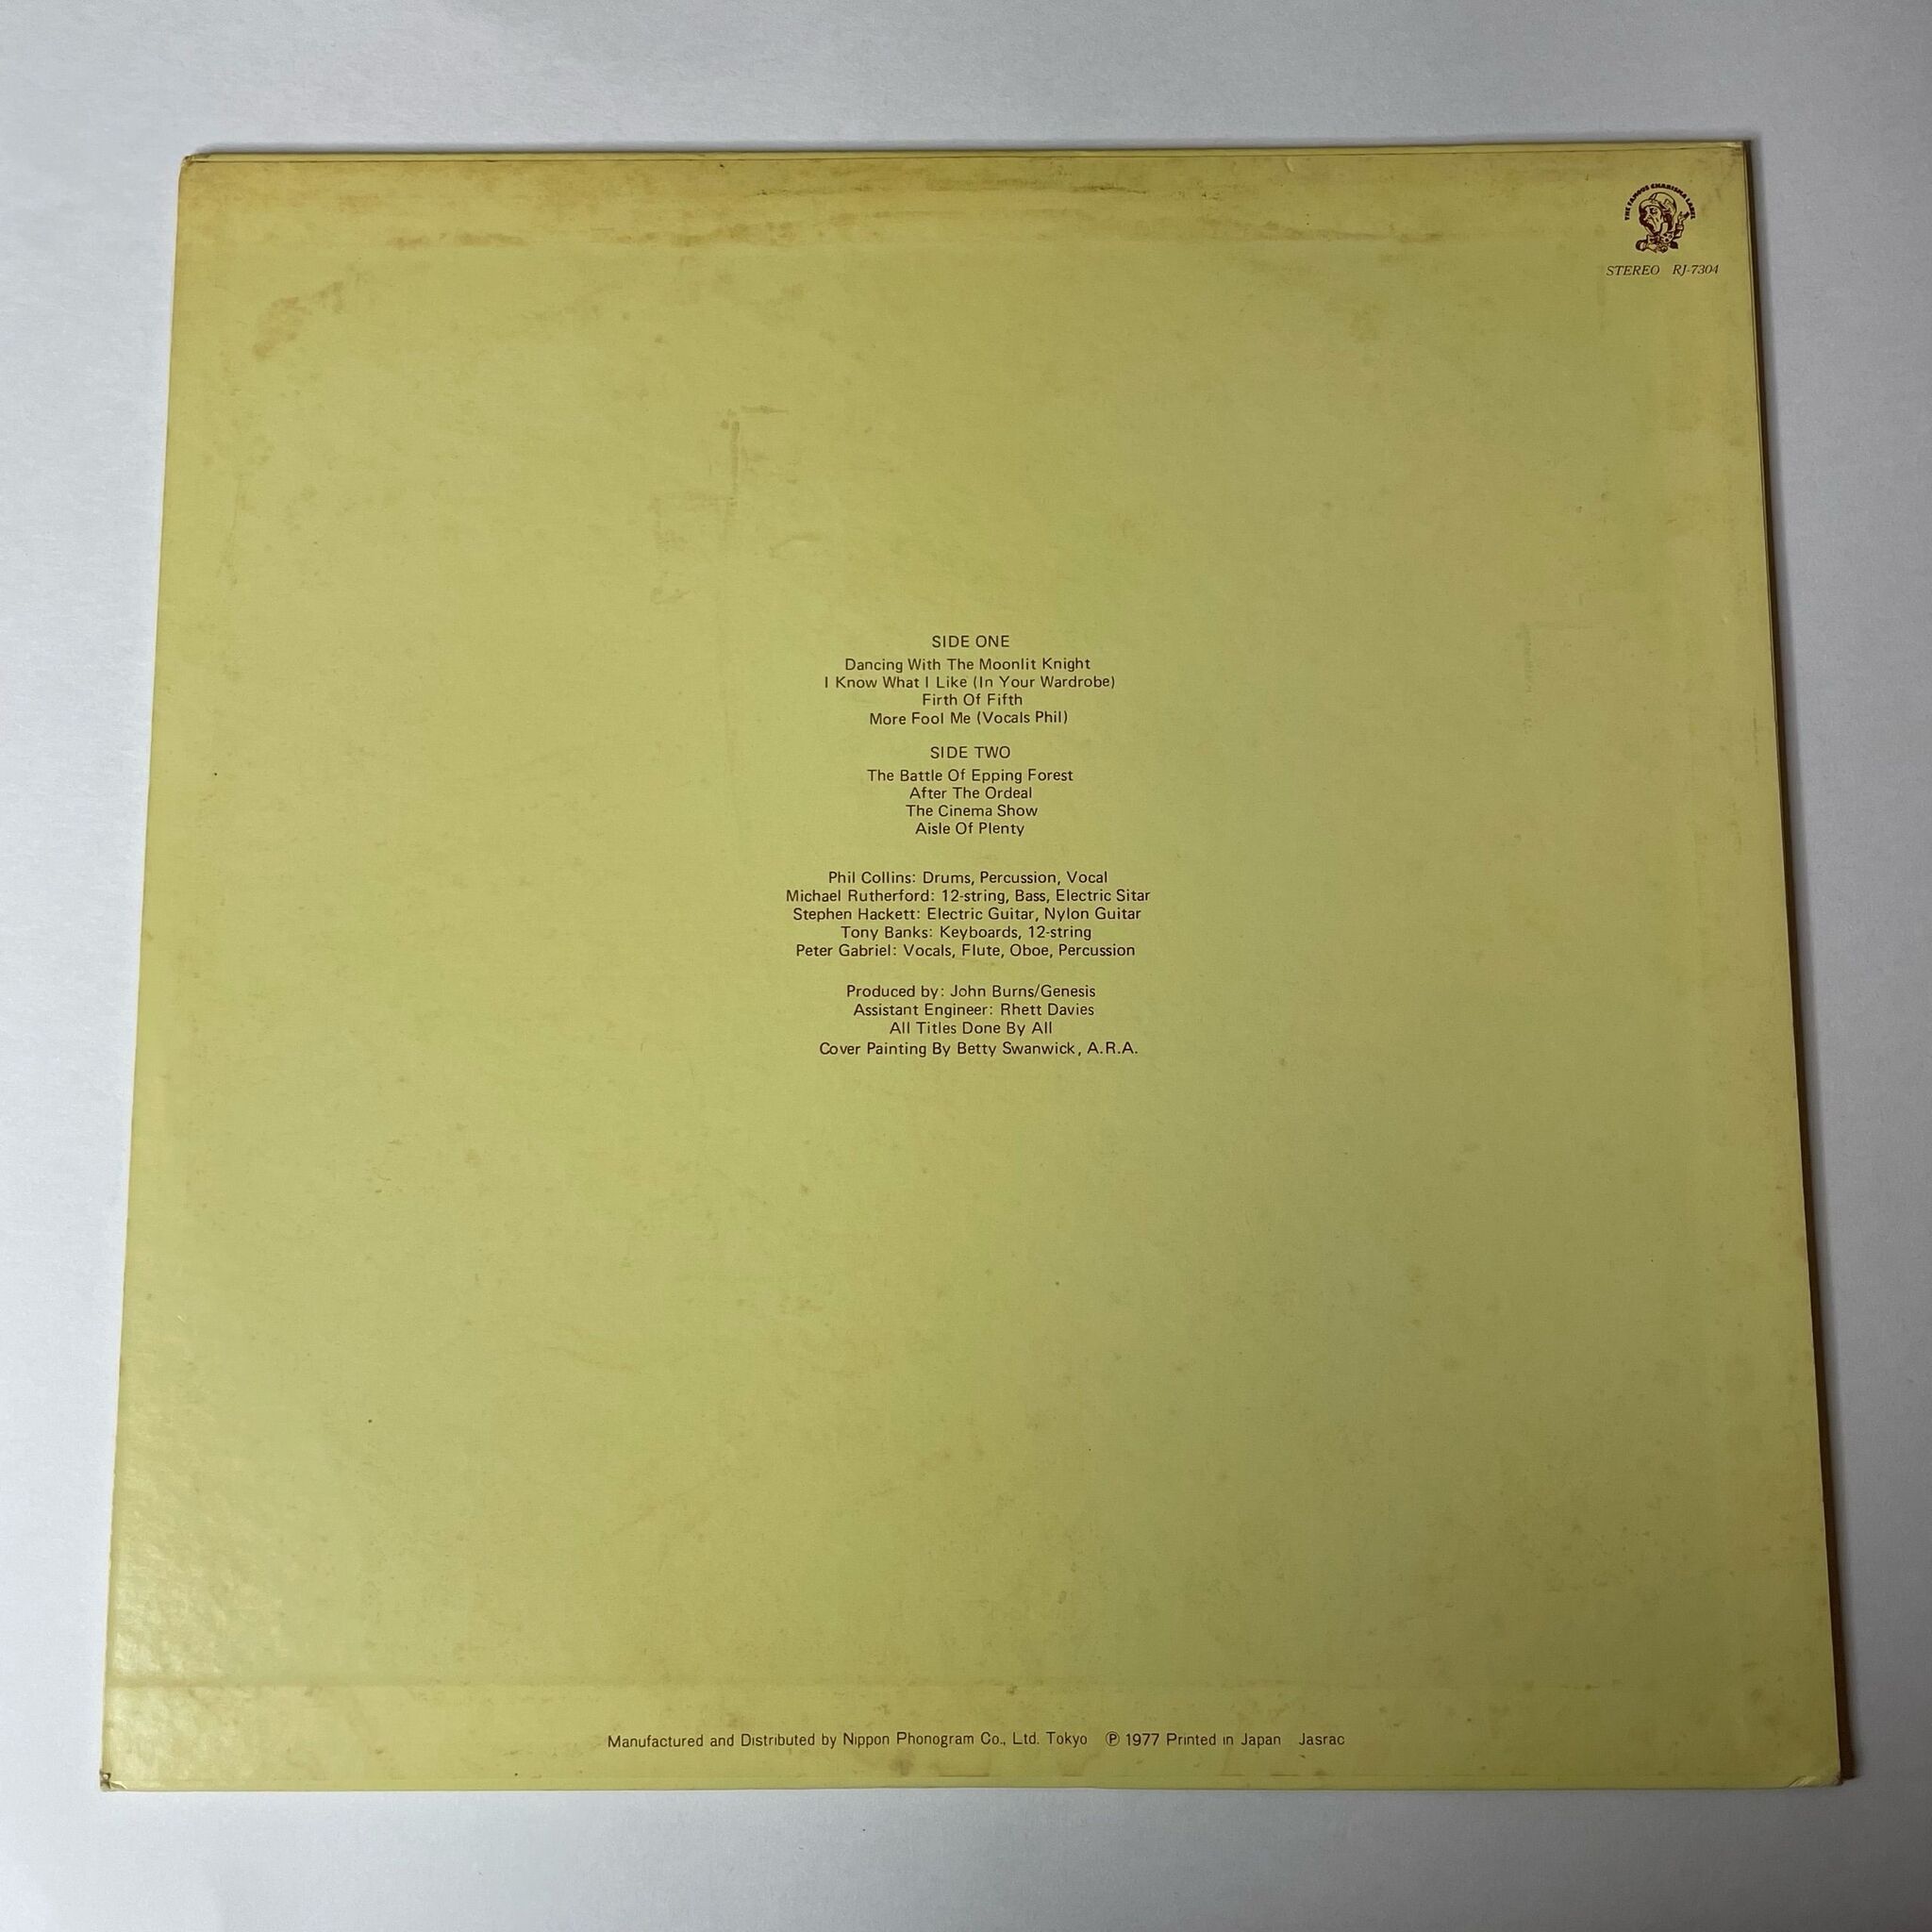 THE FAMOUS CHARISMA LABEL
STEREO RJ-7304
SIDE ONE
Dancing With The Moonlit Knight
I Know What I Like (In Your Wardrobe)
Firth Of Fifth
More Fool Me (Vocals Phil)
SIDE TWO
The Battle Of Epping Forest
After The Ordeal
The Cinema Show
Aisle Of Plenty
Phil Collins: Drums, Percussion, Vocal
Michael Rutherford: 12-string, Bass, Electric Sitar
Stephen Hackett: Electric Guitar, Nylon Guitar
Tony Banks: Keyboards, 12-string
Peter Gabriel: Vocals, Flute, Oboe, Percussion
Produced by: John Burns/Genesis
Assistant Engineer: Rhett Davies
All Titles Done By All
Cover Painting By Betty Swanwick, A.R.A.
Manufactured and Distributed by Nippon Phonogram Co., Ltd. Tokyo ℗ 1977 Printed in Japan Jasrac